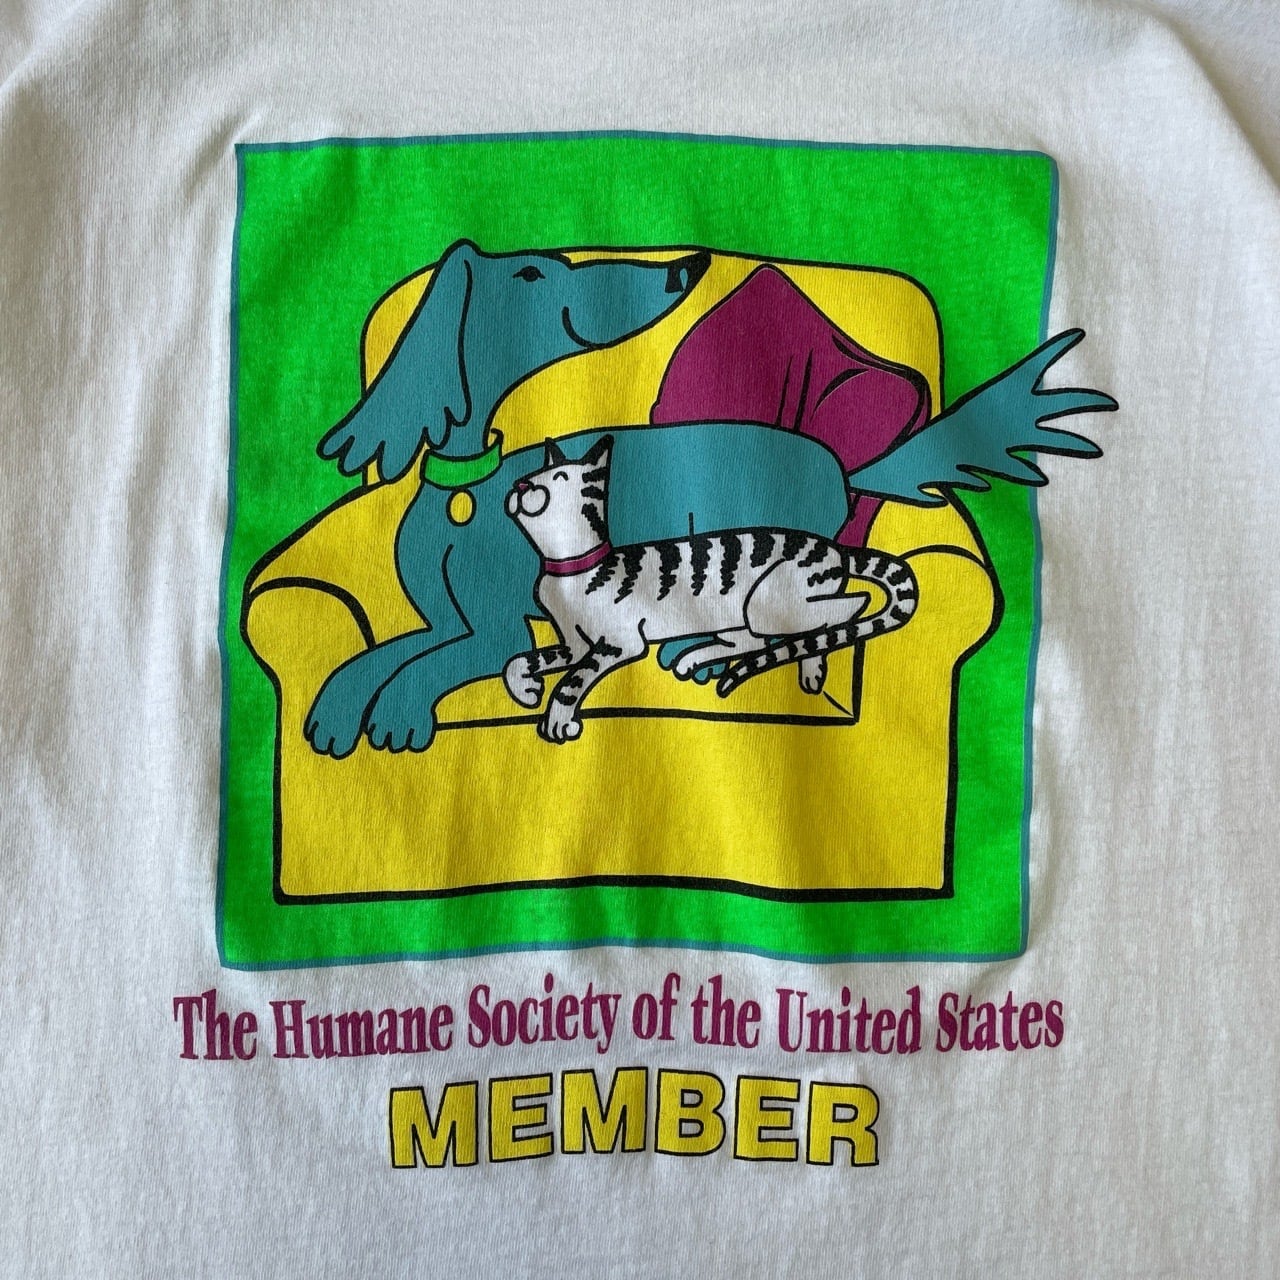 The Humane Society of the United States
MEMBER